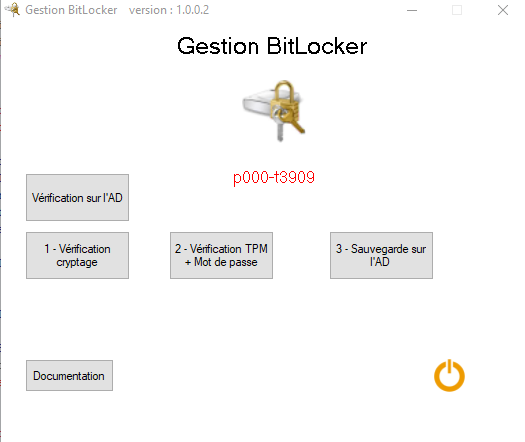 Gestion BitLocker version : 1.0.0.2
Gestion BitLocker
p000-t3909
Vérification sur l'AD
1 - Vérification
cryptage
2 - Vérification TPM
+ Mot de passe
3 - Sauvegarde sur
l'AD
Documentation